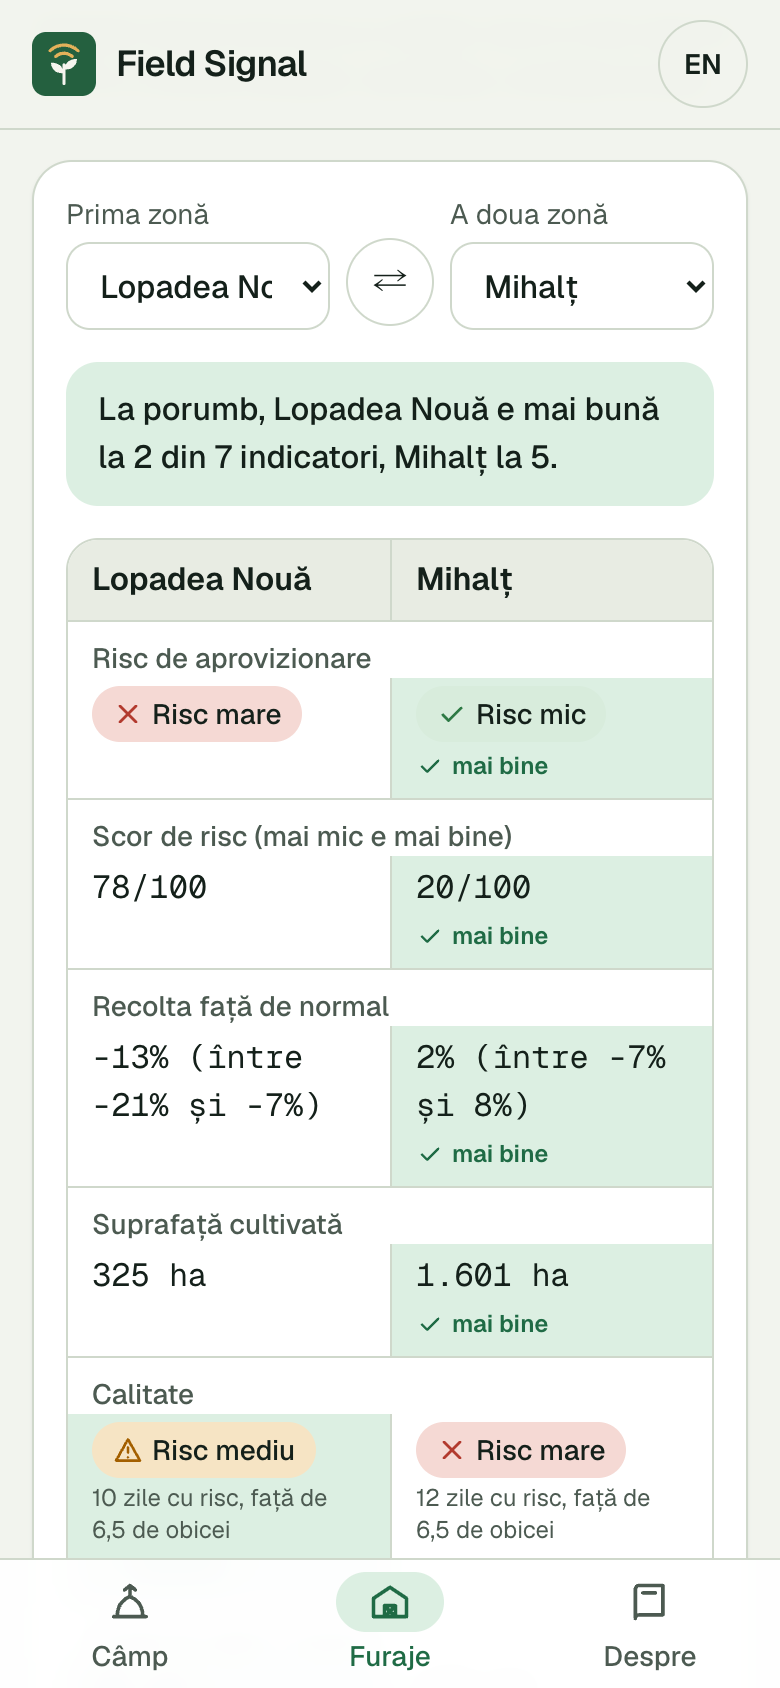 Field Signal
EN
Prima zonă
A doua zonă
Lopadea No
Mihalț
La porumb, Lopadea Nouă e mai bună
la 2 din 7 indicatori, Mihalț la 5.
Lopadea Nouă
Mihalț
Risc de aprovizionare
Risc mare
Risc mic
mai bine
Scor de risc (mai mic e mai bine)
78/100
20/100
mai bine
Recolta față de normal
-13% (între
-21% și -7%)
2% (între -7%
și 8%)
mai bine
Suprafață cultivată
325 ha
1.601 ha
mai bine
Calitate
Risc mediu
10 zile cu risc, față de
6,5 de obicei
Risc mare
12 zile cu risc, față de
6,5 de obicei
Câmp
Furaje
Despre